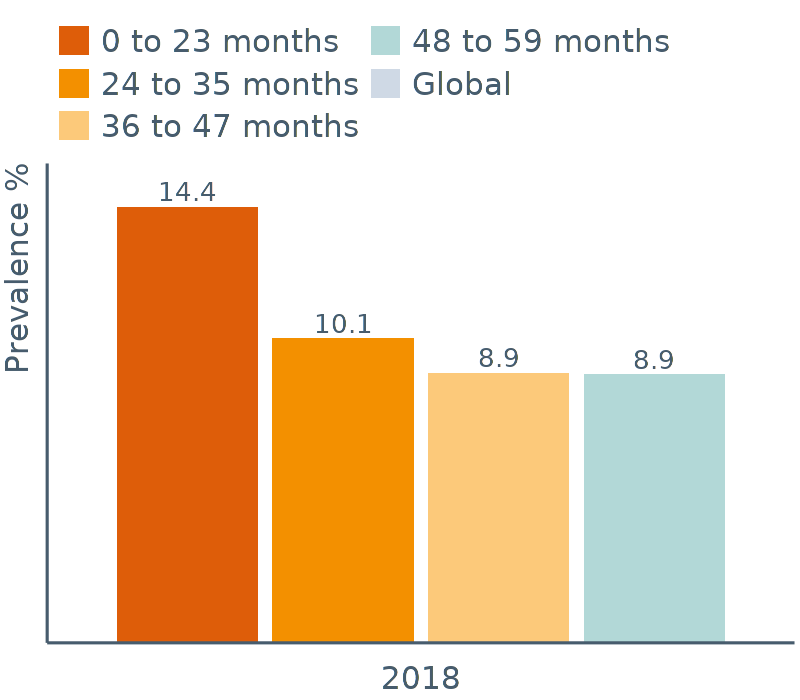 0 to 23 months
24 to 35 months
36 to 47 months
48 to 59 months
Global
Prevalence %
14.4
10.1
8.9
8.9
2018